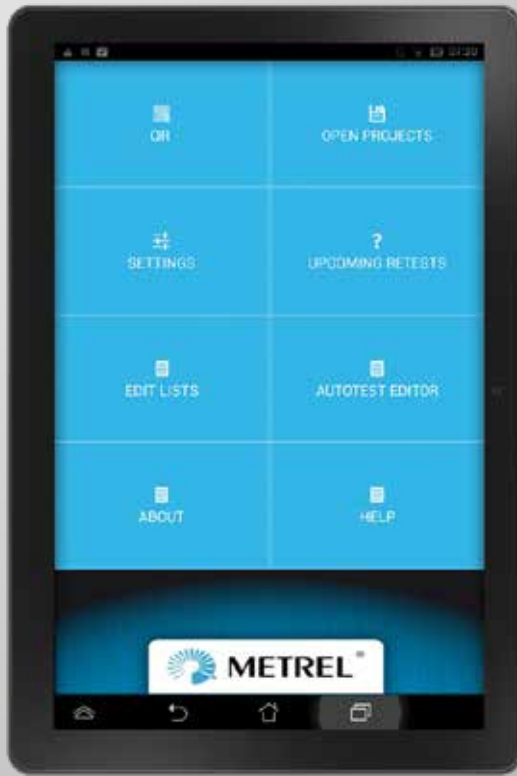 QR
OPEN PROJECTS
SETTINGS
UPCOMING RETESTS
EDIT LISTS
AUTOTEST EDITOR
ABOUT
HELP
METREL®